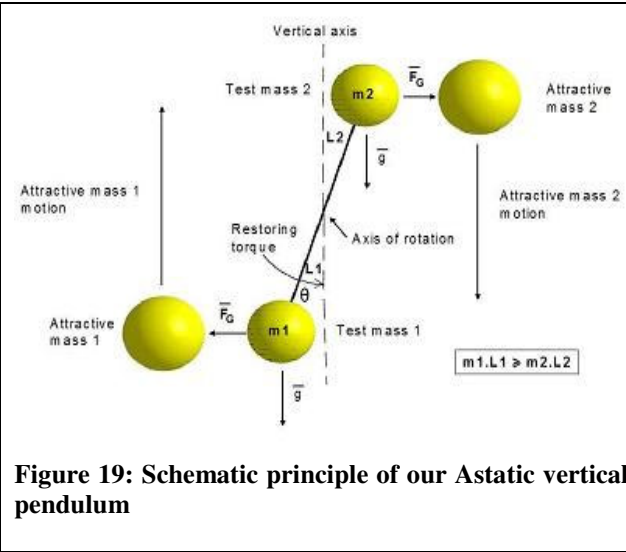 Vertical axis
Test mass 2
m2
F_G
Attractive
mass 2
L2
g
Attractive mass 1
motion
Attractive mass 2
motion
Restoring
torque
Axis of rotation
L1
θ
Attractive
mass 1
F_G
m1
Test mass 1
g
m1.L1 ⩾ m2.L2
Figure 19: Schematic principle of our Astatic vertical
pendulum